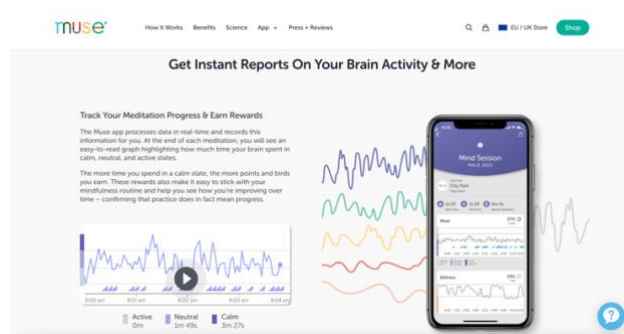 muse
How It Works Benefits Science App Press + Reviews EU / UK Store Shop
Get Instant Reports On Your Brain Activity & More
Track Your Meditation Progress & Earn Rewards
The Muse app processes data in real-time and records this
information for you. At the end of each meditation, you will see an
easy-to-read graph highlighting how much time your brain spent in
calm, neutral, and active states.
The more time you spend in a calm state, the more points and birds
you earn. These rewards also make it easy to stick with your
mindfulness routine and help you see how you're improving over
time – confirming that practice does in fact mean progress.
9:00 am 9:01 am 9:02 am 9:03 am 9:04 am
Active Neutral Calm
0m 1m 49s 3m 27s
Mind Session
City Park
Mind
Stillness
?